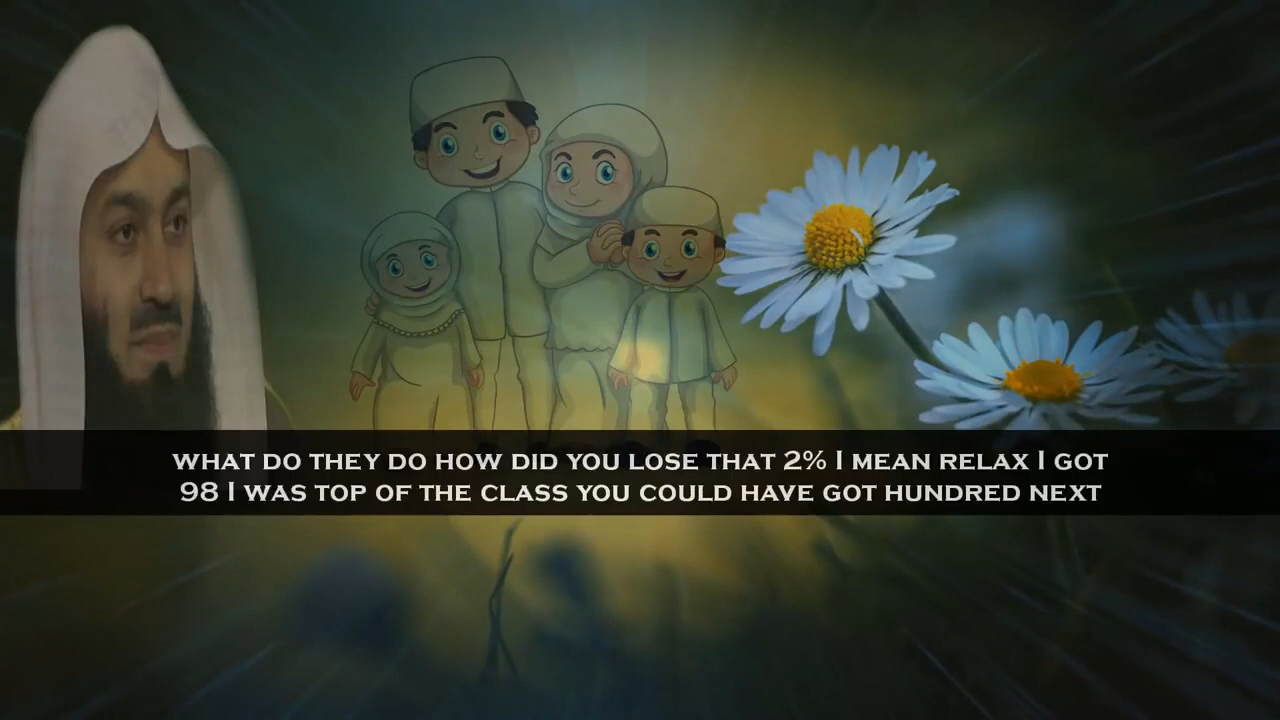 WHAT DO THEY DO HOW DID YOU LOSE THAT 2% I MEAN RELAX I GOT
98 I WAS TOP OF THE CLASS YOU COULD HAVE GOT HUNDRED NEXT